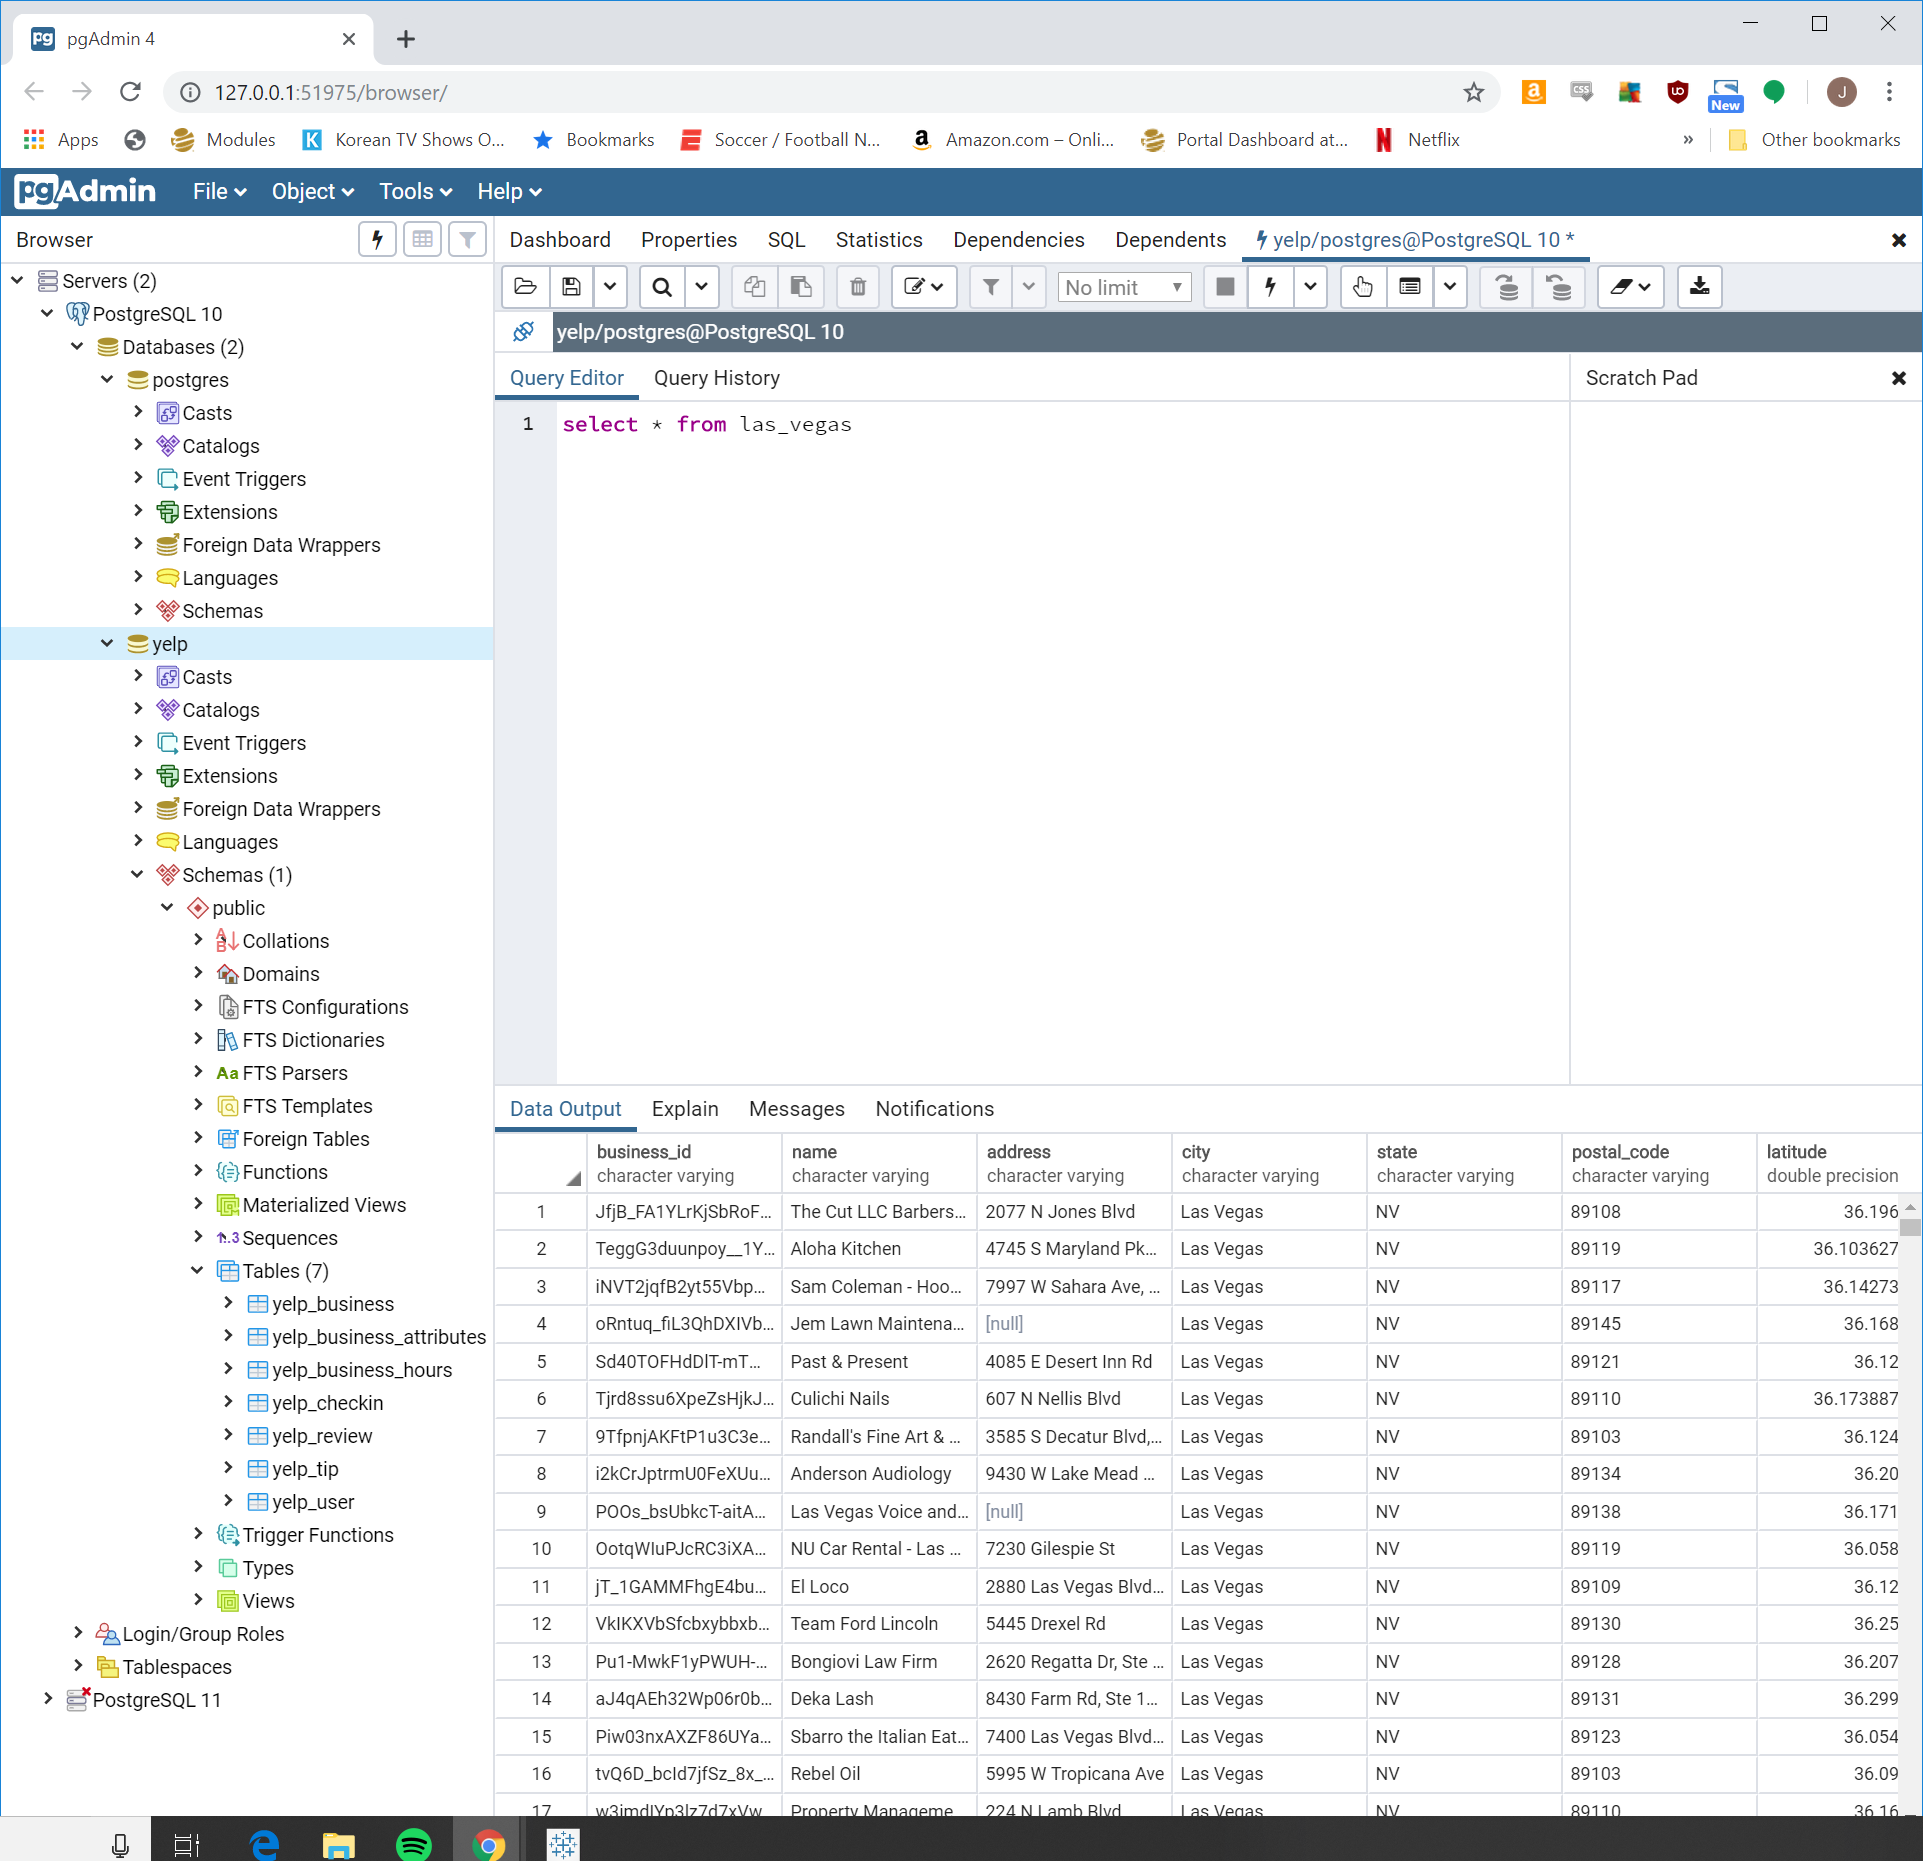 pgAdmin 4
127.0.0.1:51975/browser/
New
J
Apps
Modules
Korean TV Shows O...
Bookmarks
Soccer / Football N...
Amazon.com – Onli...
Portal Dashboard at...
Netflix
»
Other bookmarks
pgAdmin File Object Tools Help
Browser
Dashboard Properties SQL Statistics Dependencies Dependents yelp/postgres@PostgreSQL 10 *
No limit
yelp/postgres@PostgreSQL 10
Query Editor Query History
Scratch Pad
1 select * from las_vegas
Servers (2)
PostgreSQL 10
Databases (2)
postgres
Casts
Catalogs
Event Triggers
Extensions
Foreign Data Wrappers
Languages
Schemas
yelp
Casts
Catalogs
Event Triggers
Extensions
Foreign Data Wrappers
Languages
Schemas (1)
public
Collations
Domains
FTS Configurations
FTS Dictionaries
FTS Parsers
FTS Templates
Foreign Tables
Functions
Materialized Views
Sequences
Tables (7)
yelp_business
yelp_business_attributes
yelp_business_hours
yelp_checkin
yelp_review
yelp_tip
yelp_user
Trigger Functions
Types
Views
Login/Group Roles
Tablespaces
PostgreSQL 11
Data Output Explain Messages Notifications
business_id name address city state postal_code latitude
character varying character varying character varying character varying character varying character varying double precision
1 JfjB_FA1YLrKjSbRoF... The Cut LLC Barbers... 2077 N Jones Blvd Las Vegas NV 89108 36.196
2 TeggG3duunpoy__1Y... Aloha Kitchen 4745 S Maryland Pk... Las Vegas NV 89119 36.103627
3 iNVT2jqfB2yt55Vbp... Sam Coleman - Hoo... 7997 W Sahara Ave, ... Las Vegas NV 89117 36.14273
4 oRntuq_fiL3QhDXIVb... Jem Lawn Maintena... [null] Las Vegas NV 89145 36.168
5 Sd40TOFHdDlT-mT... Past & Present 4085 E Desert Inn Rd Las Vegas NV 89121 36.12
6 Tjrd8ssu6XpeZsHjkJ... Culichi Nails 607 N Nellis Blvd Las Vegas NV 89110 36.173887
7 9TfpnjAKFtP1u3C3e... Randall's Fine Art & ... 3585 S Decatur Blvd,... Las Vegas NV 89103 36.124
8 i2kCrJptrmU0FeXUu... Anderson Audiology 9430 W Lake Mead ... Las Vegas NV 89134 36.20
9 POOs_bsUbkcT-aitA... Las Vegas Voice and... [null] Las Vegas NV 89138 36.171
10 OotqWIuPJcRC3iXA... NU Car Rental - Las ... 7230 Gilespie St Las Vegas NV 89119 36.058
11 jT_1GAMMFhgE4bu... El Loco 2880 Las Vegas Blvd... Las Vegas NV 89109 36.12
12 VkIKXVbSfcbxybbxb... Team Ford Lincoln 5445 Drexel Rd Las Vegas NV 89130 36.25
13 Pu1-MwkF1yPWUH-... Bongiovi Law Firm 2620 Regatta Dr, Ste ... Las Vegas NV 89128 36.207
14 aJ4qAEh32Wp06r0b... Deka Lash 8430 Farm Rd, Ste 1... Las Vegas NV 89131 36.299
15 Piw03nxAXZF86UYa... Sbarro the Italian Eat... 7400 Las Vegas Blvd... Las Vegas NV 89123 36.054
16 tvQ6D_bcId7jfSz_8x_... Rebel Oil 5995 W Tropicana Ave Las Vegas NV 89103 36.09
17 Property Manageme 224 N Lamb Blvd Las Vegas NV 89110 36.16